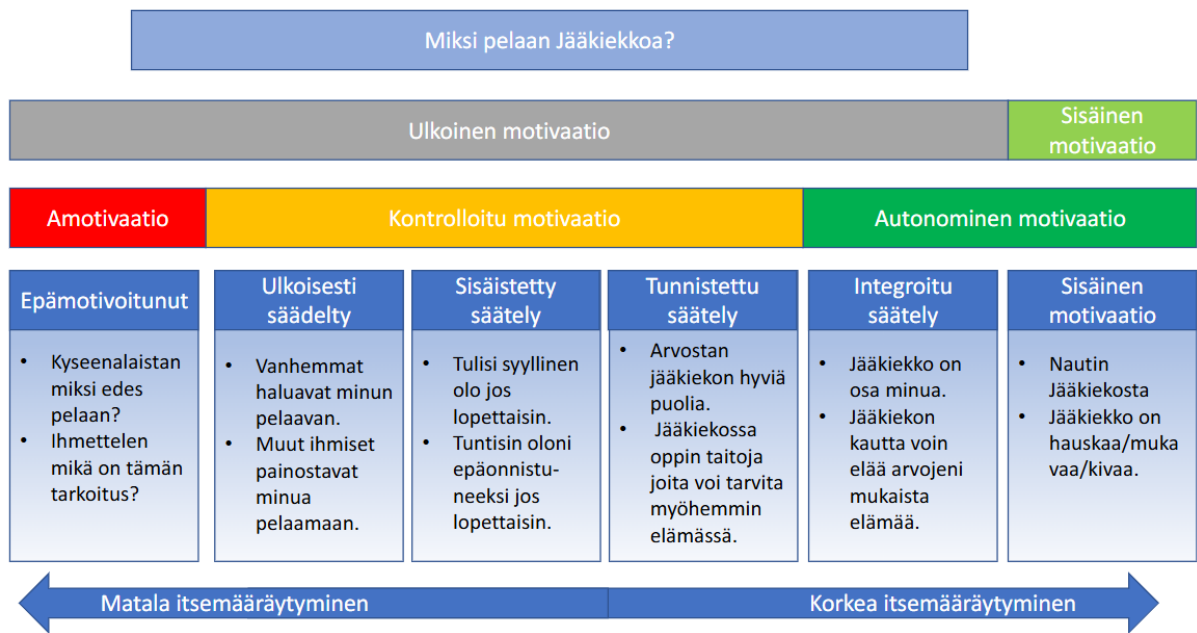 Miksi pelaan Jääkiekkoa?
Ulkoinen motivaatio
Sisäinen
motivaatio
Amotivaatio
Kontrolloitu motivaatio
Autonominen motivaatio
Epämotivoitunut
• Kyseenalaistan
miksi edes
pelaan?
• Ihmettelen
mikä on tämän
tarkoitus?
Ulkoisesti
säädelty
• Vanhemmat
haluavat minun
pelaavan.
• Muut ihmiset
painostavat
minua
pelaamaan.
Sisäistetty
säätely
• Tulisi syyllinen
olo jos
lopettaisin.
• Tuntisin oloni
epäonnistu-
neeksi jos
lopettaisin.
Tunnistettu
säätely
• Arvostan
jääkiekon hyviä
puolia.
• Jääkiekossa
oppin taitoja
joita voi tarvita
myöhemmin
elämässä.
Integroitu
säätely
• Jääkiekko on
osa minua.
• Jääkiekon
kautta voin
elää arvojeni
mukaista
elämää.
Sisäinen
motivaatio
• Nautin
Jääkiekosta
• Jääkiekko on
hauskaa/muka
vaa/kivaa.
Matala itsemääräytyminen
Korkea itsemääräytyminen